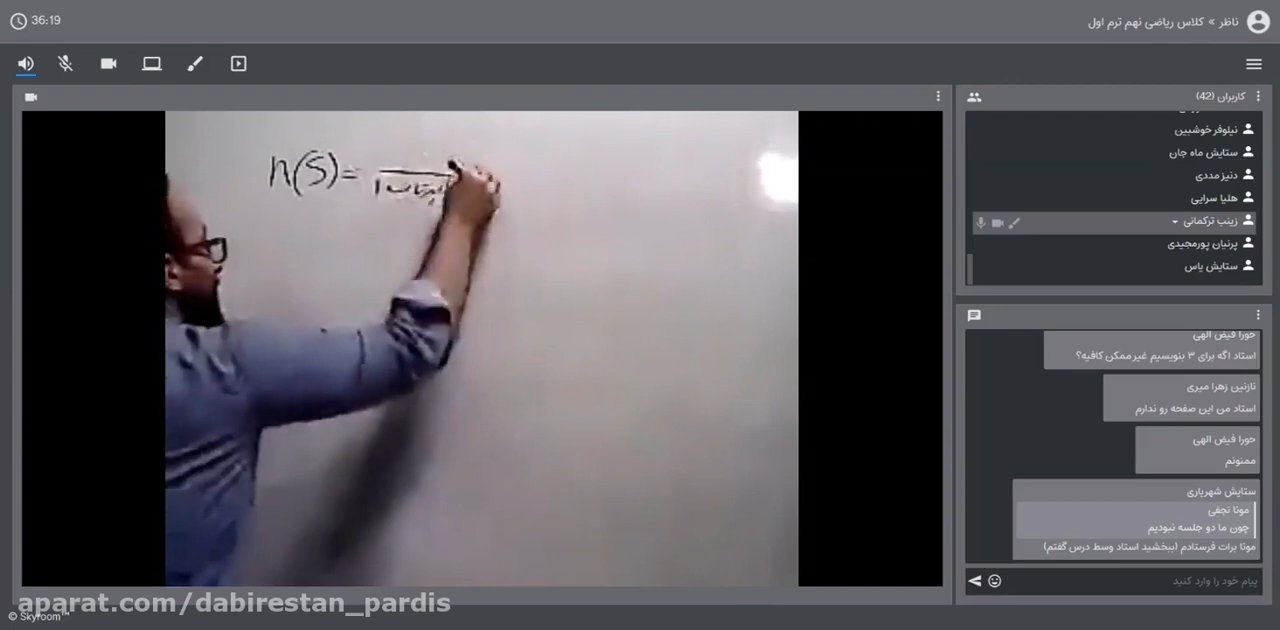 36:19
ناظر » کلاس ریاضی نهم ترم اول
کاربران (42)
نیلوفر خوشبین
ستایش ماه جان
دنیز مددی
هلیا سرایی
زینب ترکمانی
پرنیان پورمجیدی
ستایش یاس
n(S)=
پرتاب ۱
حورا فیض الهی
استاد اگه برای ۳ بنویسیم غیر ممکن کافیه؟
نازنین زهرا میری
استاد من این صفحه رو ندارم
حورا فیض الهی
ممنونم
ستایش شهریاری
مونا نجفی
چون ما دو جلسه نبودیم
مونا برات فرستادم (ببخشید استاد وسط درس گفتم)
پیام خود را وارد کنید
aparat.com/dabirestan_pardis
© Skyroom™